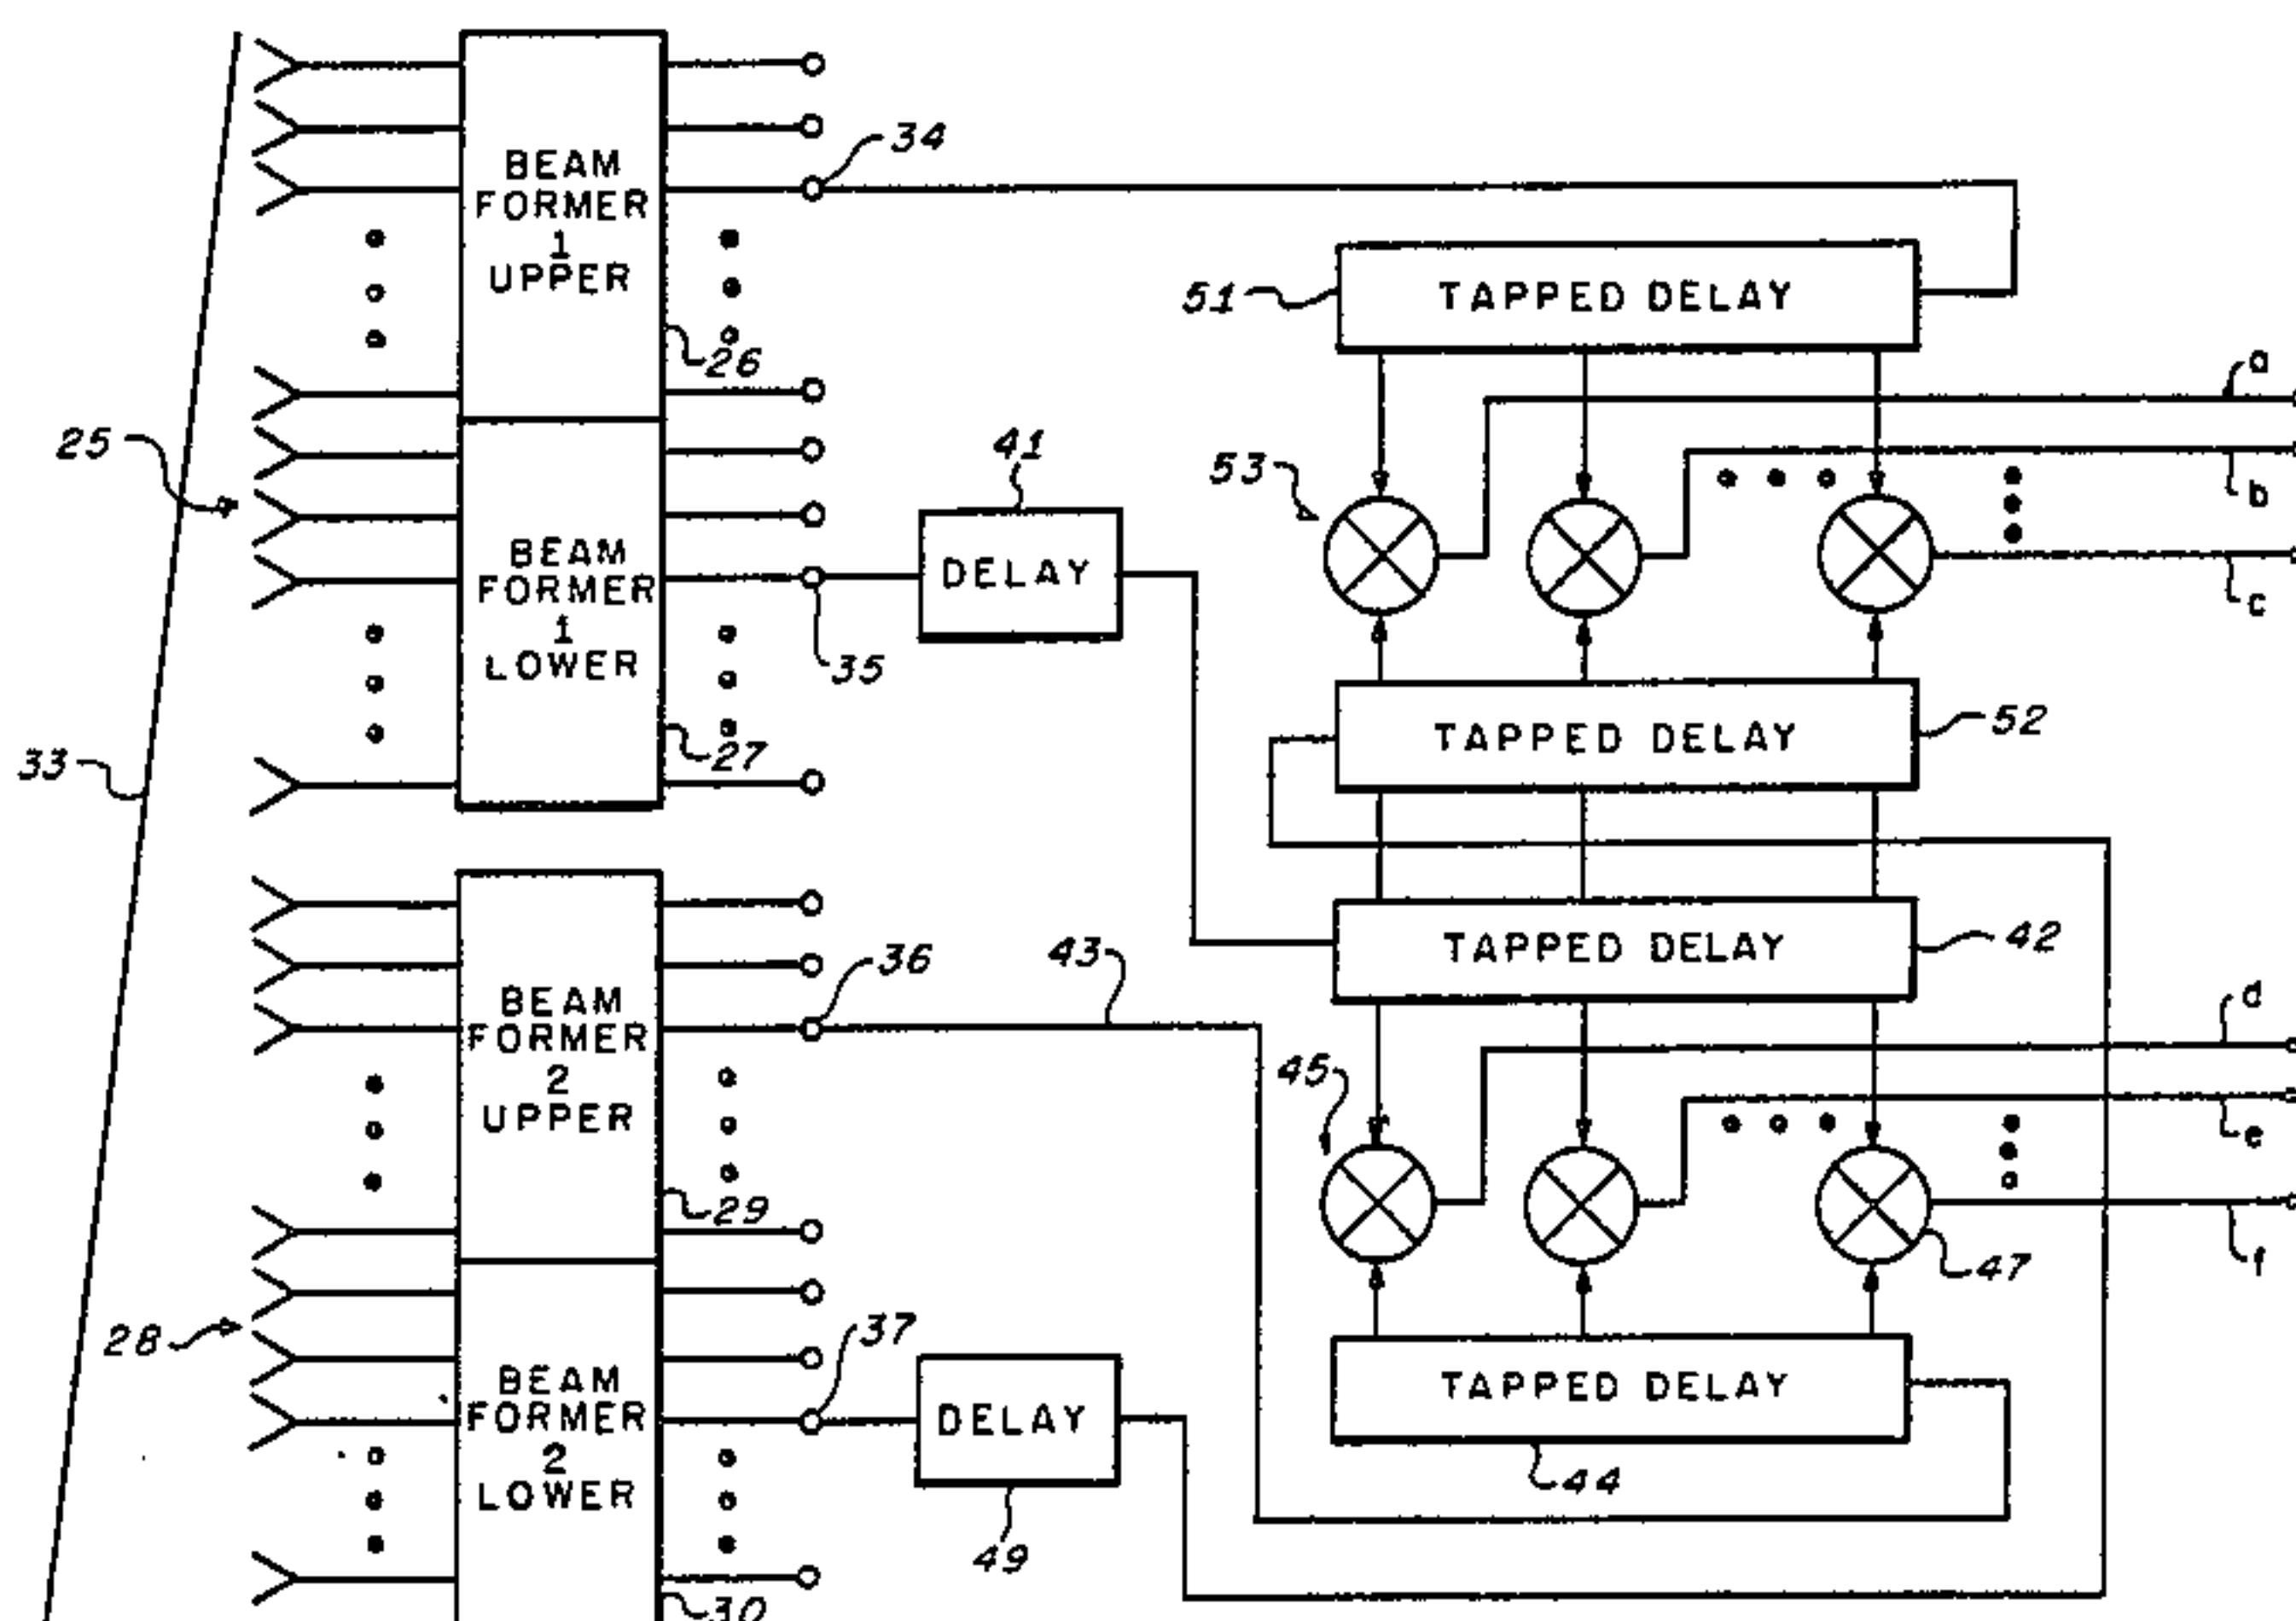 BEAM
FORMER
1
UPPER
26
34
TAPPED DELAY
51
a
b
c
53
25
BEAM
FORMER
1
LOWER
27
35
41
DELAY
TAPPED DELAY
52
33
TAPPED DELAY
42
BEAM
FORMER
2
UPPER
29
36
43
d
e
f
45
47
28
BEAM
FORMER
2
LOWER
30
37
DELAY
49
TAPPED DELAY
44